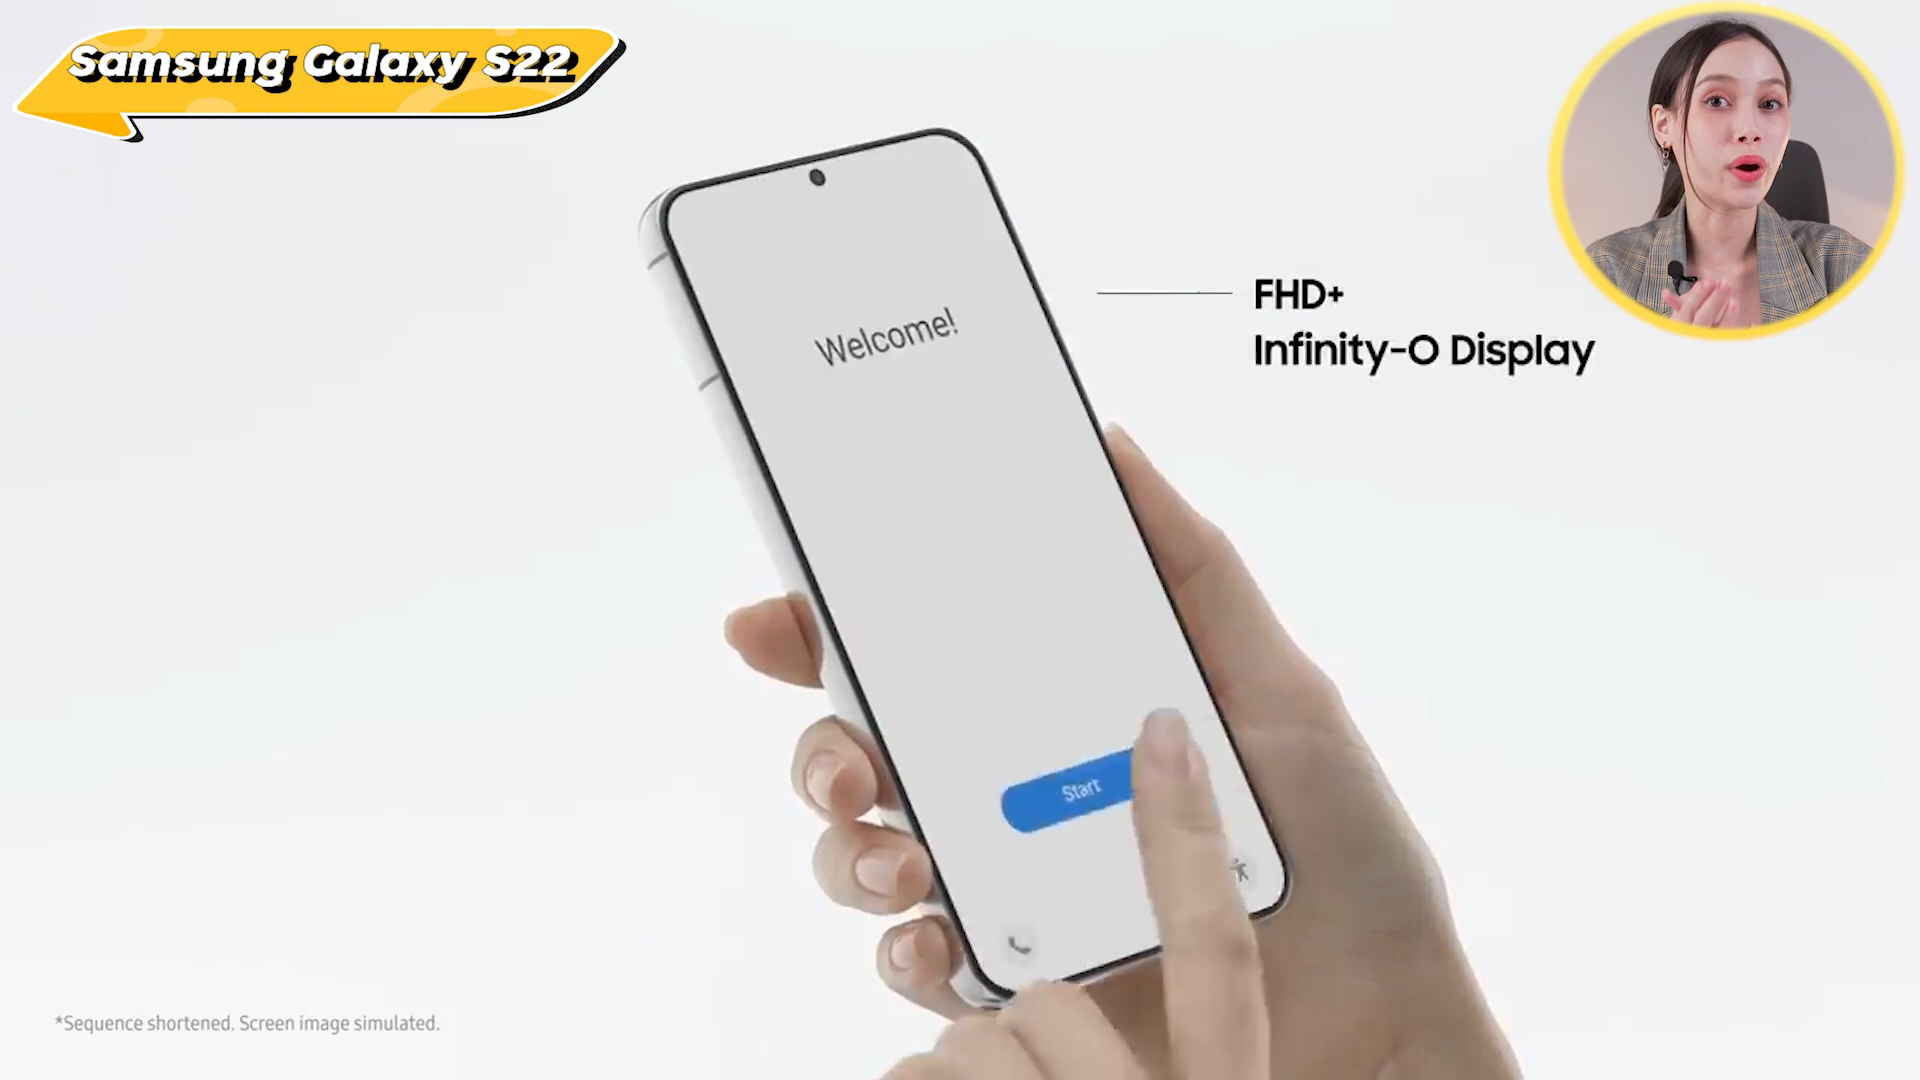 Samsung Galaxy S22
FHD+
Infinity-O Display
Welcome!
Start
*Sequence shortened. Screen image simulated.